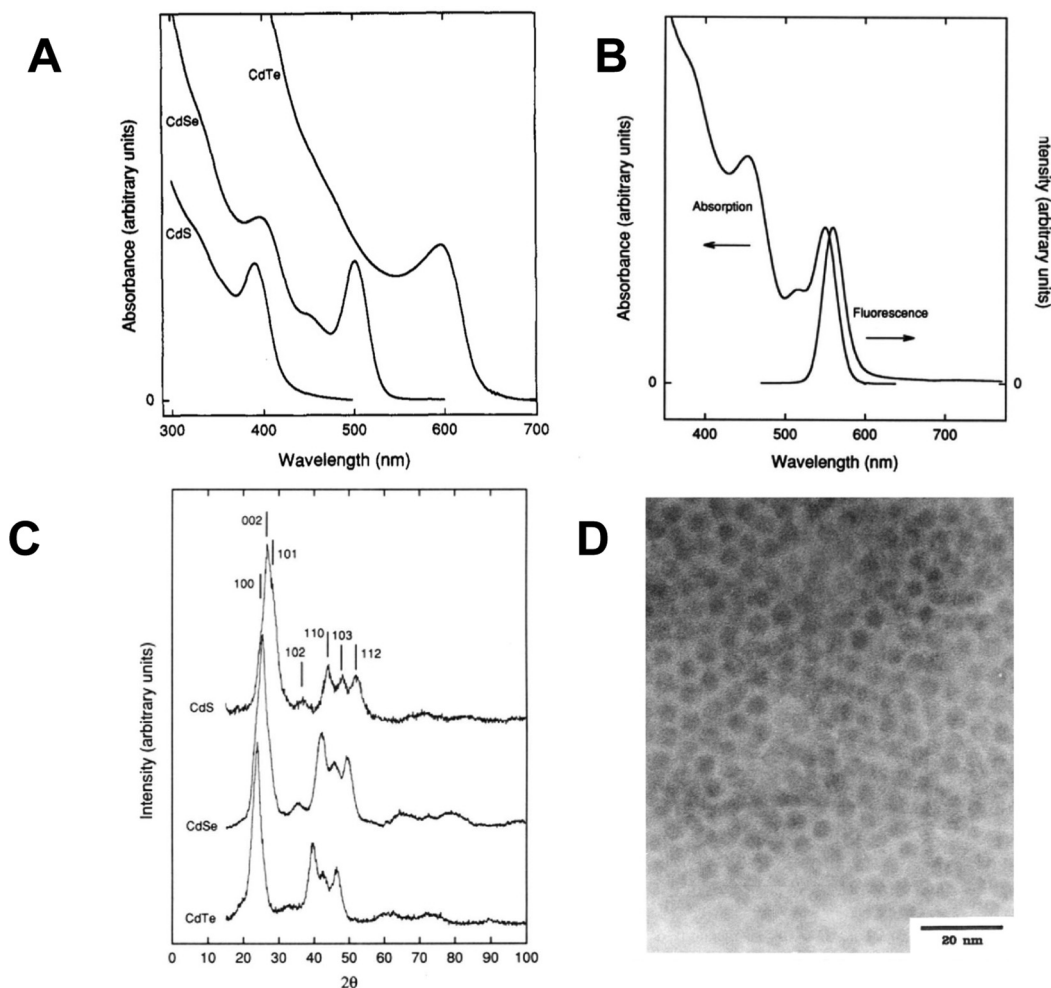 A
CdTe
CdSe
CdS
Absorbance (arbitrary units)
0
300 400 500 600 700
Wavelength (nm)
B
Absorption
Fluorescence
Absorbance (arbitrary units)
ntensity (arbitrary units)
0
0
400 500 600 700
Wavelength (nm)
C
002
101
100
110 103
102
112
CdS
CdSe
CdTe
Intensity (arbitrary units)
0 10 20 30 40 50 60 70 80 90 100
2θ
D
20 nm